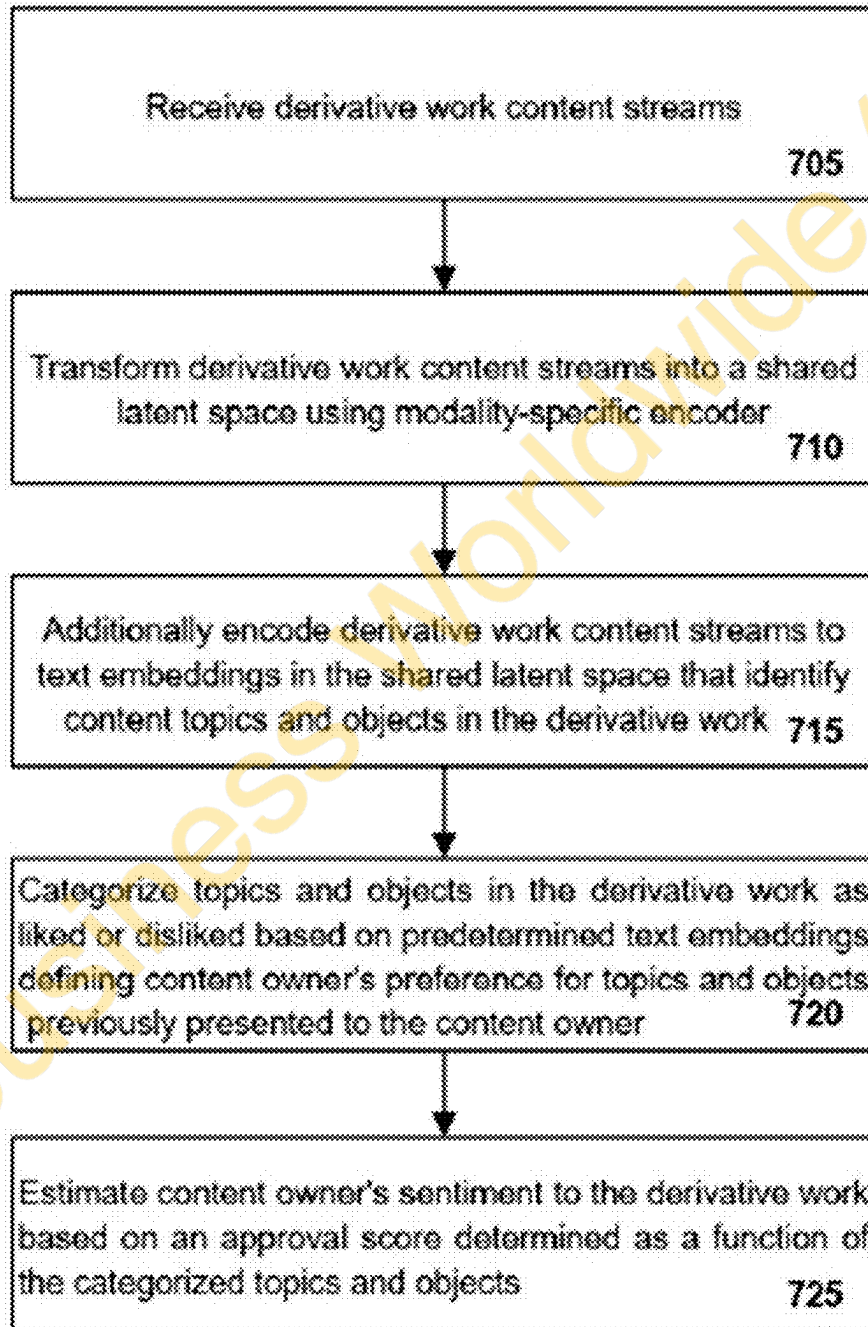 Receive derivative work content streams
705
Transform derivative work content streams into a shared
latent space using modality-specific encoder
710
Additionally encode derivative work content streams to
text embeddings in the shared latent space that identify
content topics and objects in the derivative work 715
Categorize topics and objects in the derivative work as
liked or disliked based on predetermined text embeddings
defining content owner's preference for topics and objects
previously presented to the content owner 720
Estimate content owner's sentiment to the derivative work
based on an approval score determined as a function of
the categorized topics and objects
725
Business Worldwide